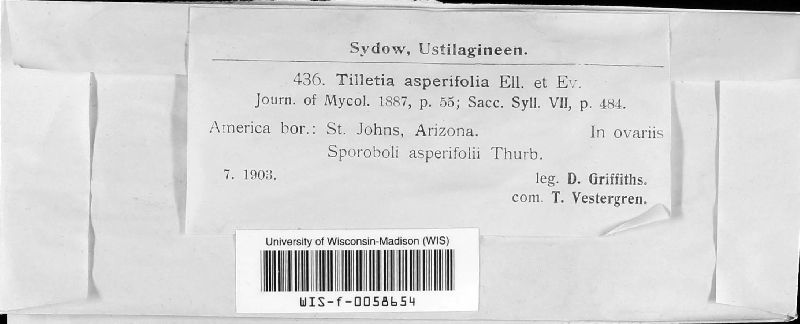 Sydow, Ustilagineen.
436. Tilletia asperifolia Ell. et Ev.
Journ. of Mycol. 1887, p. 55; Sacc. Syll. VII, p. 484.
America bor.: St. Johns, Arizona. In ovariis
Sporoboli asperifolii Thurb.
7. 1903. leg. D. Griffiths.
com. T. Vestergren.
University of Wisconsin-Madison (WIS)
WIS-f-0058654